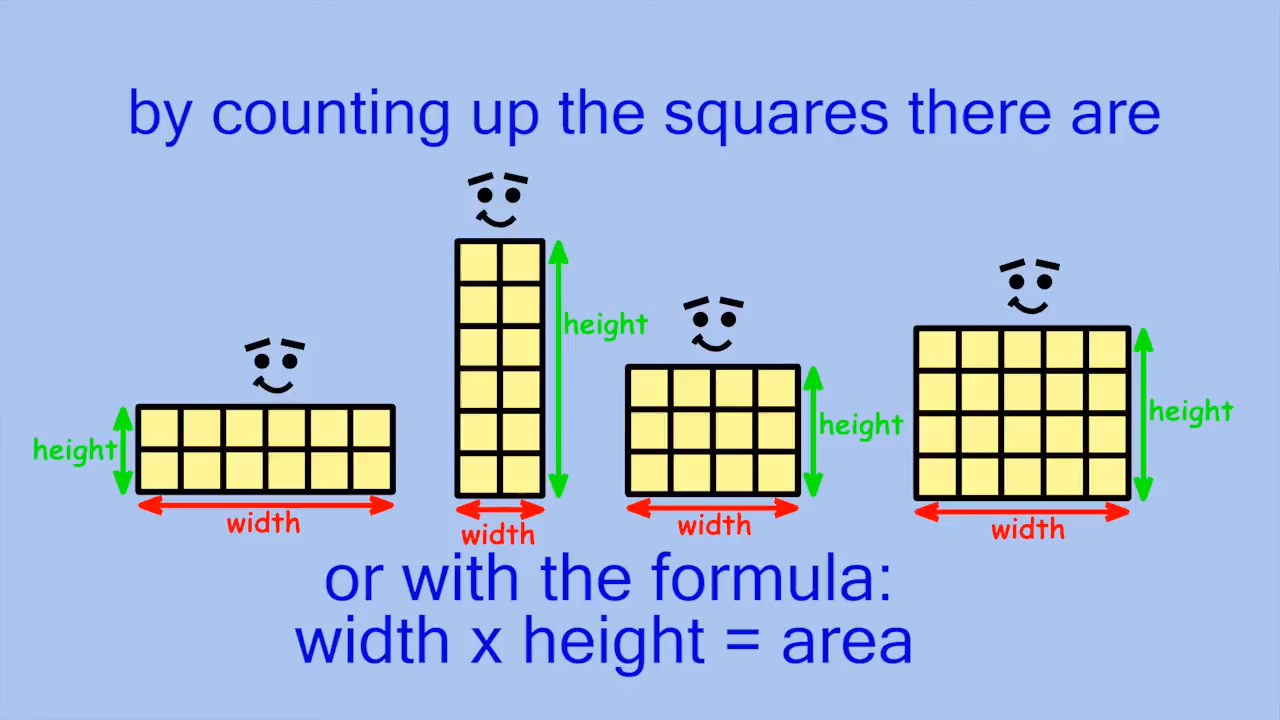 by counting up the squares there are
height
height
height
height
width
width
width
width
or with the formula:
width x height = area